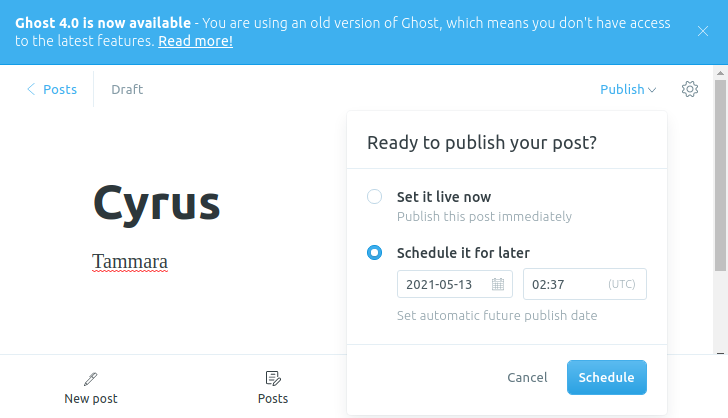 Ghost 4.0 is now available - You are using an old version of Ghost, which means you don't have access
to the latest features. Read more!
Posts
Draft
Publish
Ready to publish your post?
Cyrus
Tammara
Set it live now
Publish this post immediately
Schedule it for later
2021-05-13
02:37 (UTC)
Set automatic future publish date
Cancel
Schedule
New post
Posts